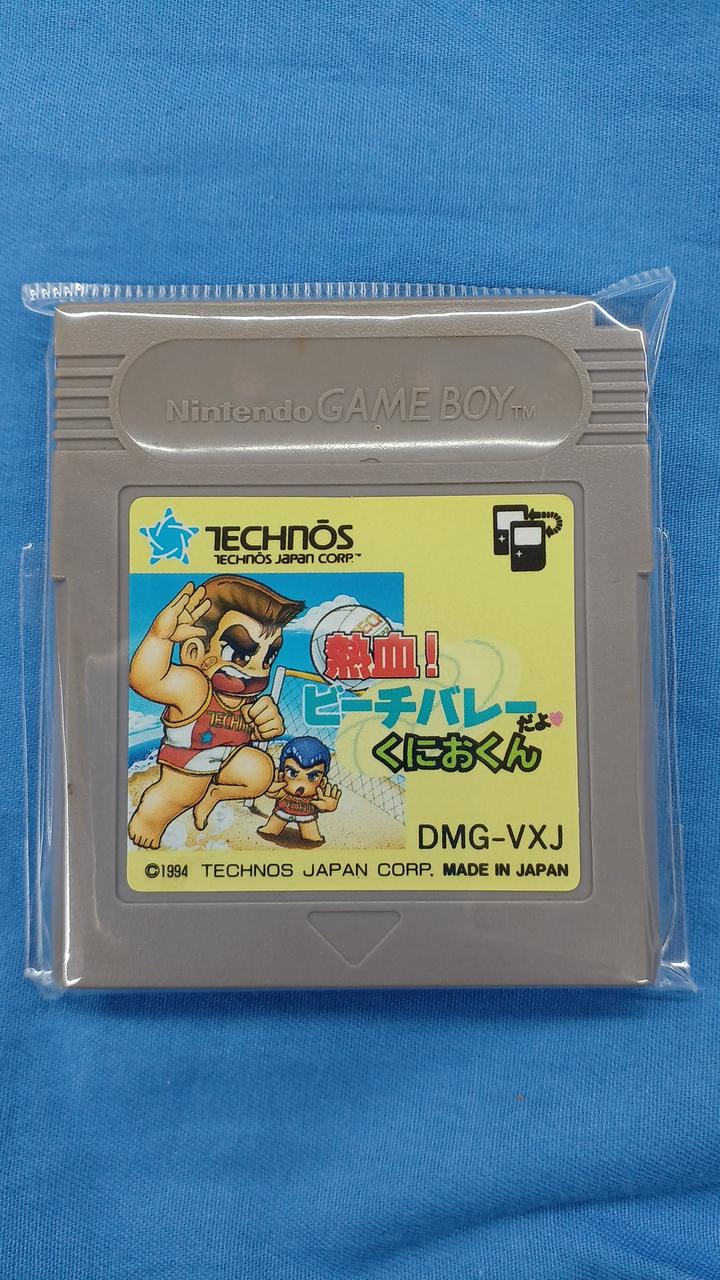 Nintendo GAME BOY TM
TECHNŌS
TECHNŌS JAPAN CORP.™
熱血!
ビーチバレー
だよ♥
くにおくん
TECHN
DMG-VXJ
©1994 TECHNOS JAPAN CORP. MADE IN JAPAN